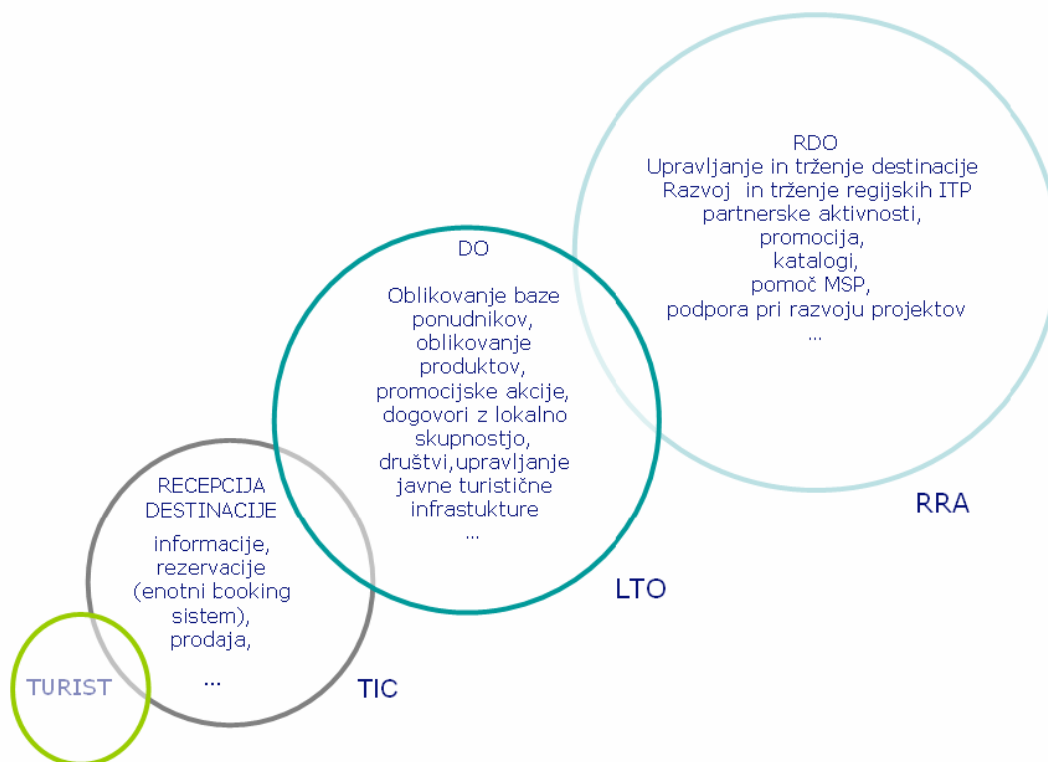 RDO
Upravljanje in trženje destinacije
Razvoj in trženje regijskih ITP
partnerske aktivnosti,
promocija,
katalogi,
pomoč MSP,
podpora pri razvoju projektov
...
RRA
DO
Oblikovanje baze
ponudnikov,
oblikovanje
produktov,
promocijske akcije,
dogovori z lokalno
skupnostjo,
društvi,upravljanje
javne turistične
infrastukture
...
LTO
RECEPCIJA
DESTINACIJE
informacije,
rezervacije
(enotni booking
sistem),
prodaja,
...
TIC
TURIST